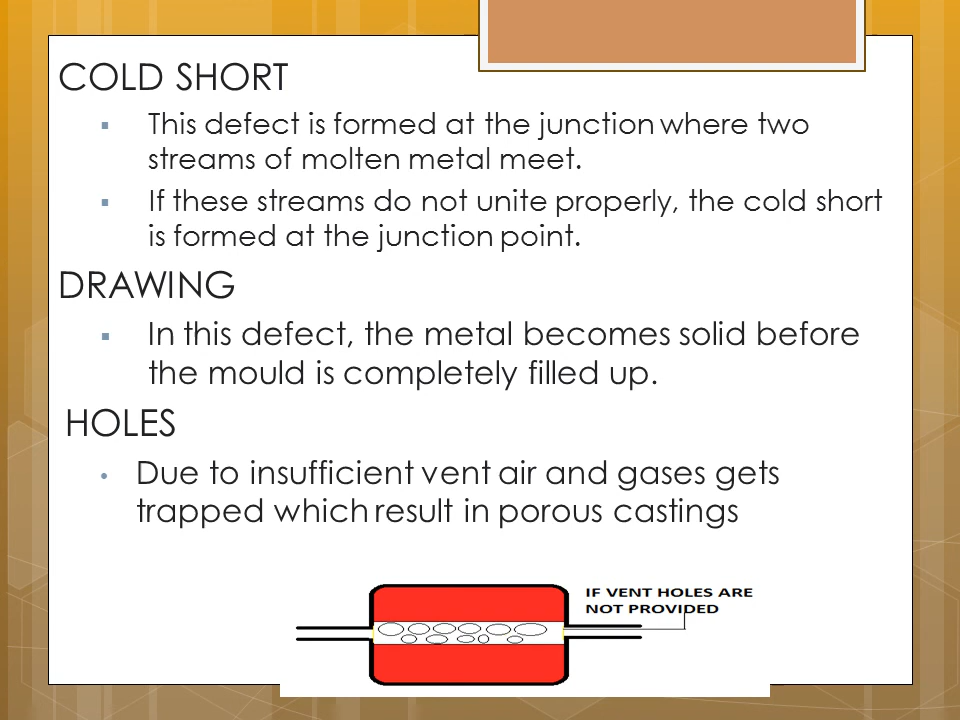 COLD SHORT
▪ This defect is formed at the junction where two
streams of molten metal meet.
▪ If these streams do not unite properly, the cold short
is formed at the junction point.
DRAWING
▪ In this defect, the metal becomes solid before
the mould is completely filled up.
HOLES
• Due to insufficient vent air and gases gets
trapped which result in porous castings
IF VENT HOLES ARE
NOT PROVIDED